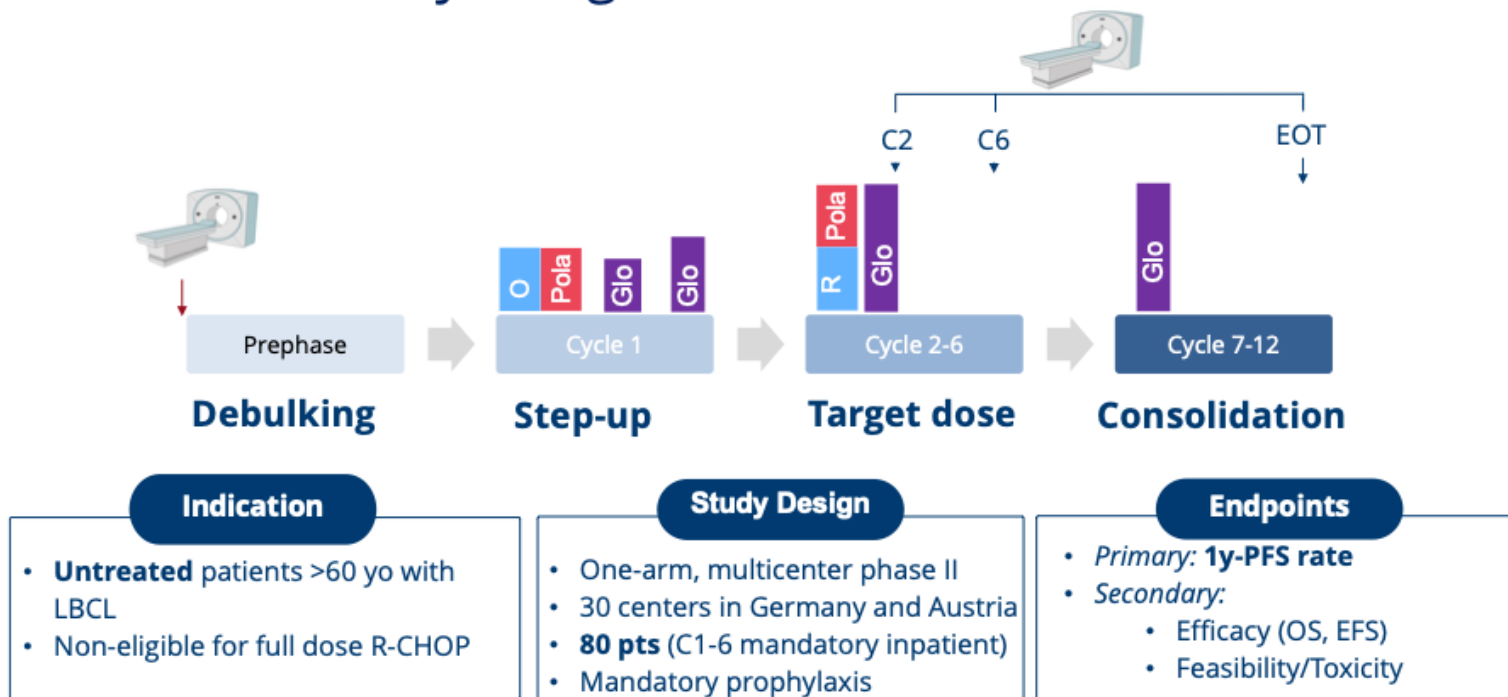 C2
C6
EOT
O
Pola
Glo
Glo
R
Pola
Glo
Glo
Prephase
Cycle 1
Cycle 2-6
Cycle 7-12
Debulking
Step-up
Target dose
Consolidation
Indication
• Untreated patients >60 yo with
LBCL
• Non-eligible for full dose R-CHOP
Study Design
• One-arm, multicenter phase II
• 30 centers in Germany and Austria
• 80 pts (C1-6 mandatory inpatient)
• Mandatory prophylaxis
Endpoints
• Primary: 1y-PFS rate
• Secondary:
• Efficacy (OS, EFS)
• Feasibility/Toxicity